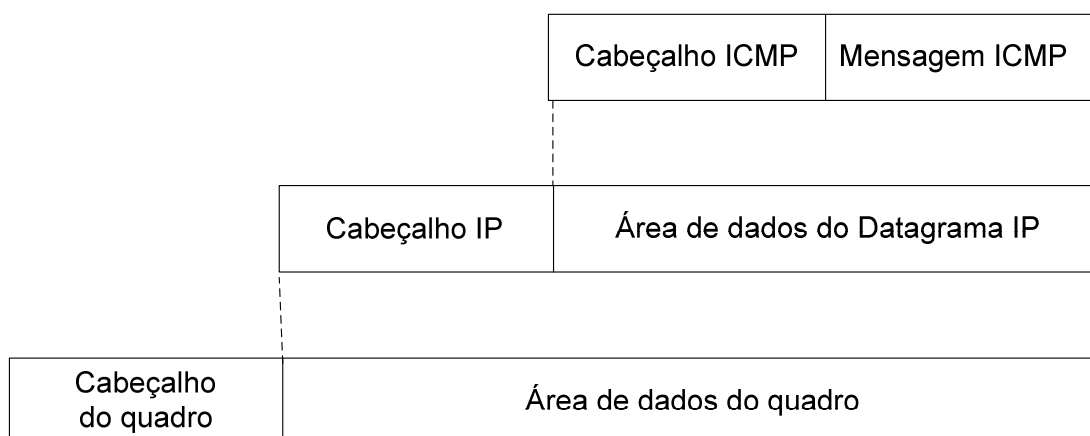 Cabeçalho ICMP
Mensagem ICMP
Cabeçalho IP
Área de dados do Datagrama IP
Cabeçalho
do quadro
Área de dados do quadro